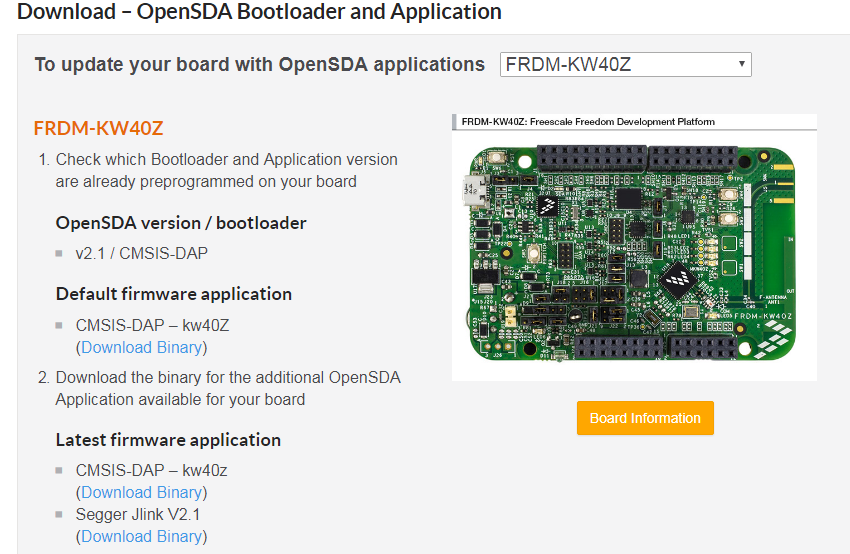 Download – OpenSDA Bootloader and Application
To update your board with OpenSDA applications
FRDM-KW40Z
FRDM-KW40Z
1. Check which Bootloader and Application version
are already preprogrammed on your board
OpenSDA version / bootloader
v2.1 / CMSIS-DAP
Default firmware application
CMSIS-DAP – kw40Z
(Download Binary)
2. Download the binary for the additional OpenSDA
Application available for your board
Latest firmware application
CMSIS-DAP – kw40z
(Download Binary)
Segger Jlink V2.1
(Download Binary)
FRDM-KW40Z: Freescale Freedom Development Platform
F-ANTENNA
FRDM-KW40Z
Board Information